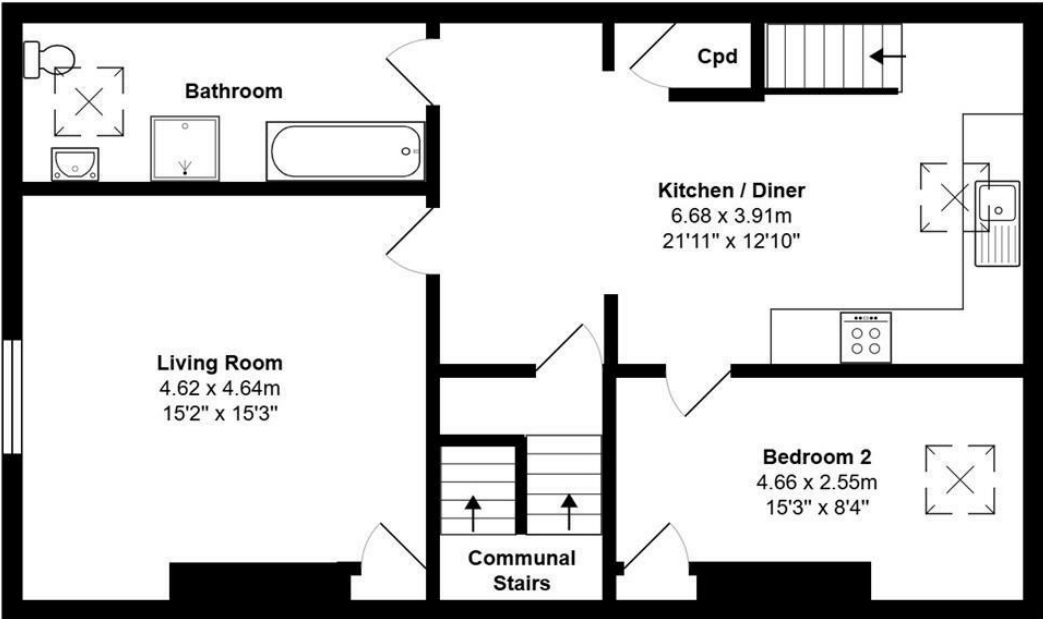 Bathroom
Cpd
Kitchen / Diner
6.68 x 3.91m
21'11" x 12'10"
Living Room
4.62 x 4.64m
15'2" x 15'3"
Bedroom 2
4.66 x 2.55m
15'3" x 8'4"
Communal
Stairs